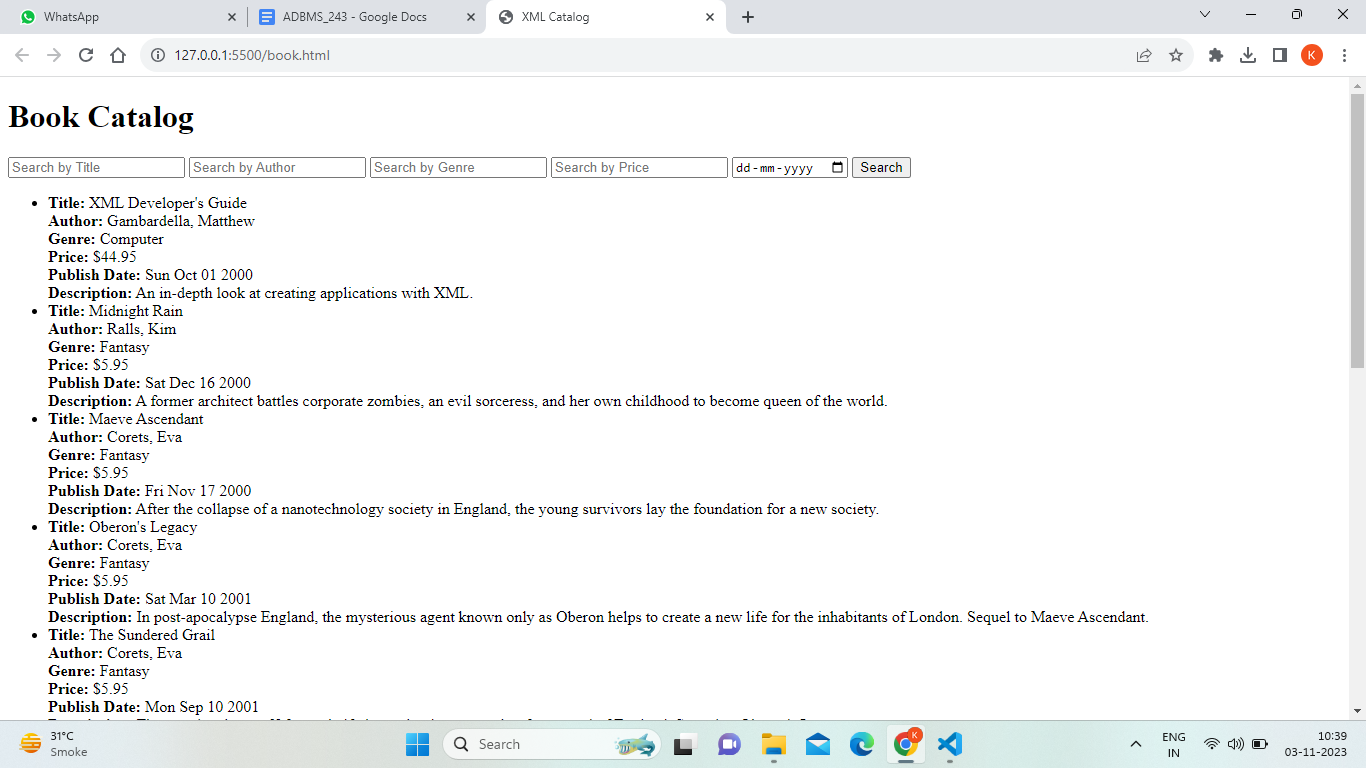 WhatsApp
ADBMS_243 - Google Docs
XML Catalog
127.0.0.1:5500/book.html
K
Book Catalog
Search by Title
Search by Author
Search by Genre
Search by Price
dd-mm-yyyy
Search
Title: XML Developer's Guide
Author: Gambardella, Matthew
Genre: Computer
Price: $44.95
Publish Date: Sun Oct 01 2000
Description: An in-depth look at creating applications with XML.
Title: Midnight Rain
Author: Ralls, Kim
Genre: Fantasy
Price: $5.95
Publish Date: Sat Dec 16 2000
Description: A former architect battles corporate zombies, an evil sorceress, and her own childhood to become queen of the world.
Title: Maeve Ascendant
Author: Corets, Eva
Genre: Fantasy
Price: $5.95
Publish Date: Fri Nov 17 2000
Description: After the collapse of a nanotechnology society in England, the young survivors lay the foundation for a new society.
Title: Oberon's Legacy
Author: Corets, Eva
Genre: Fantasy
Price: $5.95
Publish Date: Sat Mar 10 2001
Description: In post-apocalypse England, the mysterious agent known only as Oberon helps to create a new life for the inhabitants of London. Sequel to Maeve Ascendant.
Title: The Sundered Grail
Author: Corets, Eva
Genre: Fantasy
Price: $5.95
Publish Date: Mon Sep 10 2001
31°C
Smoke
Search
K
ENG
IN
10:39
03-11-2023